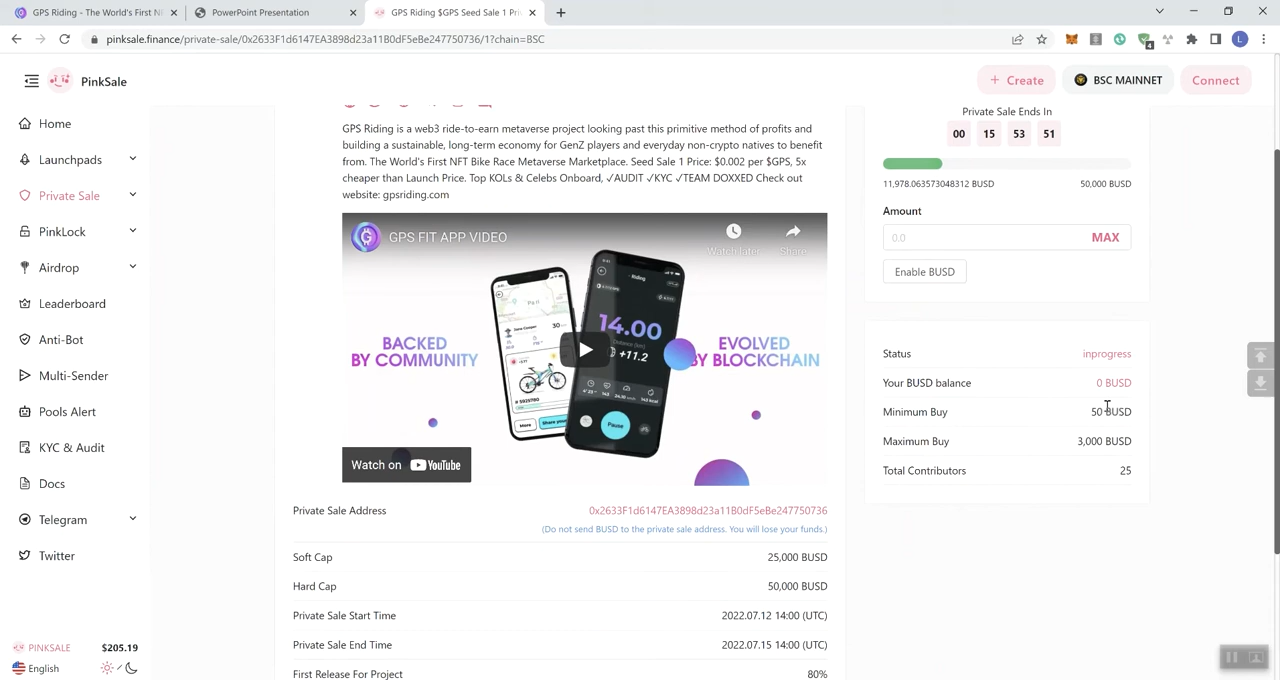 GPS Riding - The World's First NF
PowerPoint Presentation
GPS Riding $GPS Seed Sale 1 Pri
pinksale.finance/private-sale/0x2633F1d6147EA3898d23a11B0dF5eBe247750736/1?chain=BSC
4
L
PinkSale
+ Create
BSC MAINNET
Connect
Home
Launchpads
Private Sale
PinkLock
Airdrop
Leaderboard
Anti-Bot
Multi-Sender
Pools Alert
KYC & Audit
Docs
Telegram
Twitter
PINKSALE
$205.19
English
GPS Riding is a web3 ride-to-earn metaverse project looking past this primitive method of profits and
building a sustainable, long-term economy for GenZ players and everyday non-crypto natives to benefit
from. The World's First NFT Bike Race Metaverse Marketplace. Seed Sale 1 Price: $0.002 per $GPS, 5x
cheaper than Launch Price. Top KOLs & Celebs Onboard, ✓AUDIT ✓KYC ✓TEAM DOXXED Check out
website: gpsriding.com
GPS FIT APP VIDEO
Watch later
Share
BACKED
BY COMMUNITY
Riding
14.00
Distance (km)
+11.2
Pause
EVOLVED
BY BLOCKCHAIN
Watch on YouTube
Private Sale Address
0x2633F1d6147EA3898d23a11B0dF5eBe247750736
(Do not send BUSD to the private sale address. You will lose your funds.)
Soft Cap
25,000 BUSD
Hard Cap
50,000 BUSD
Private Sale Start Time
2022.07.12 14:00 (UTC)
Private Sale End Time
2022.07.15 14:00 (UTC)
First Release For Project
80%
Private Sale Ends In
00 15 53 51
11,978.063573048312 BUSD
50,000 BUSD
Amount
0.0
MAX
Enable BUSD
Status
inprogress
Your BUSD balance
0 BUSD
Minimum Buy
50 BUSD
Maximum Buy
3,000 BUSD
Total Contributors
25